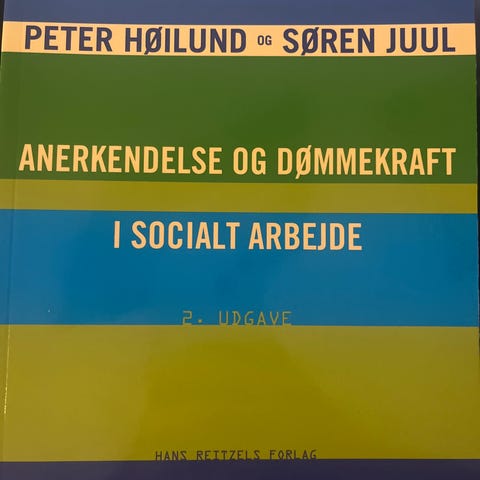 PETER HØILUND OG SØREN JUUL
ANERKENDELSE OG DØMMEKRAFT
I SOCIALT ARBEJDE
2. UDGAVE
HANS REITZELS FORLAG